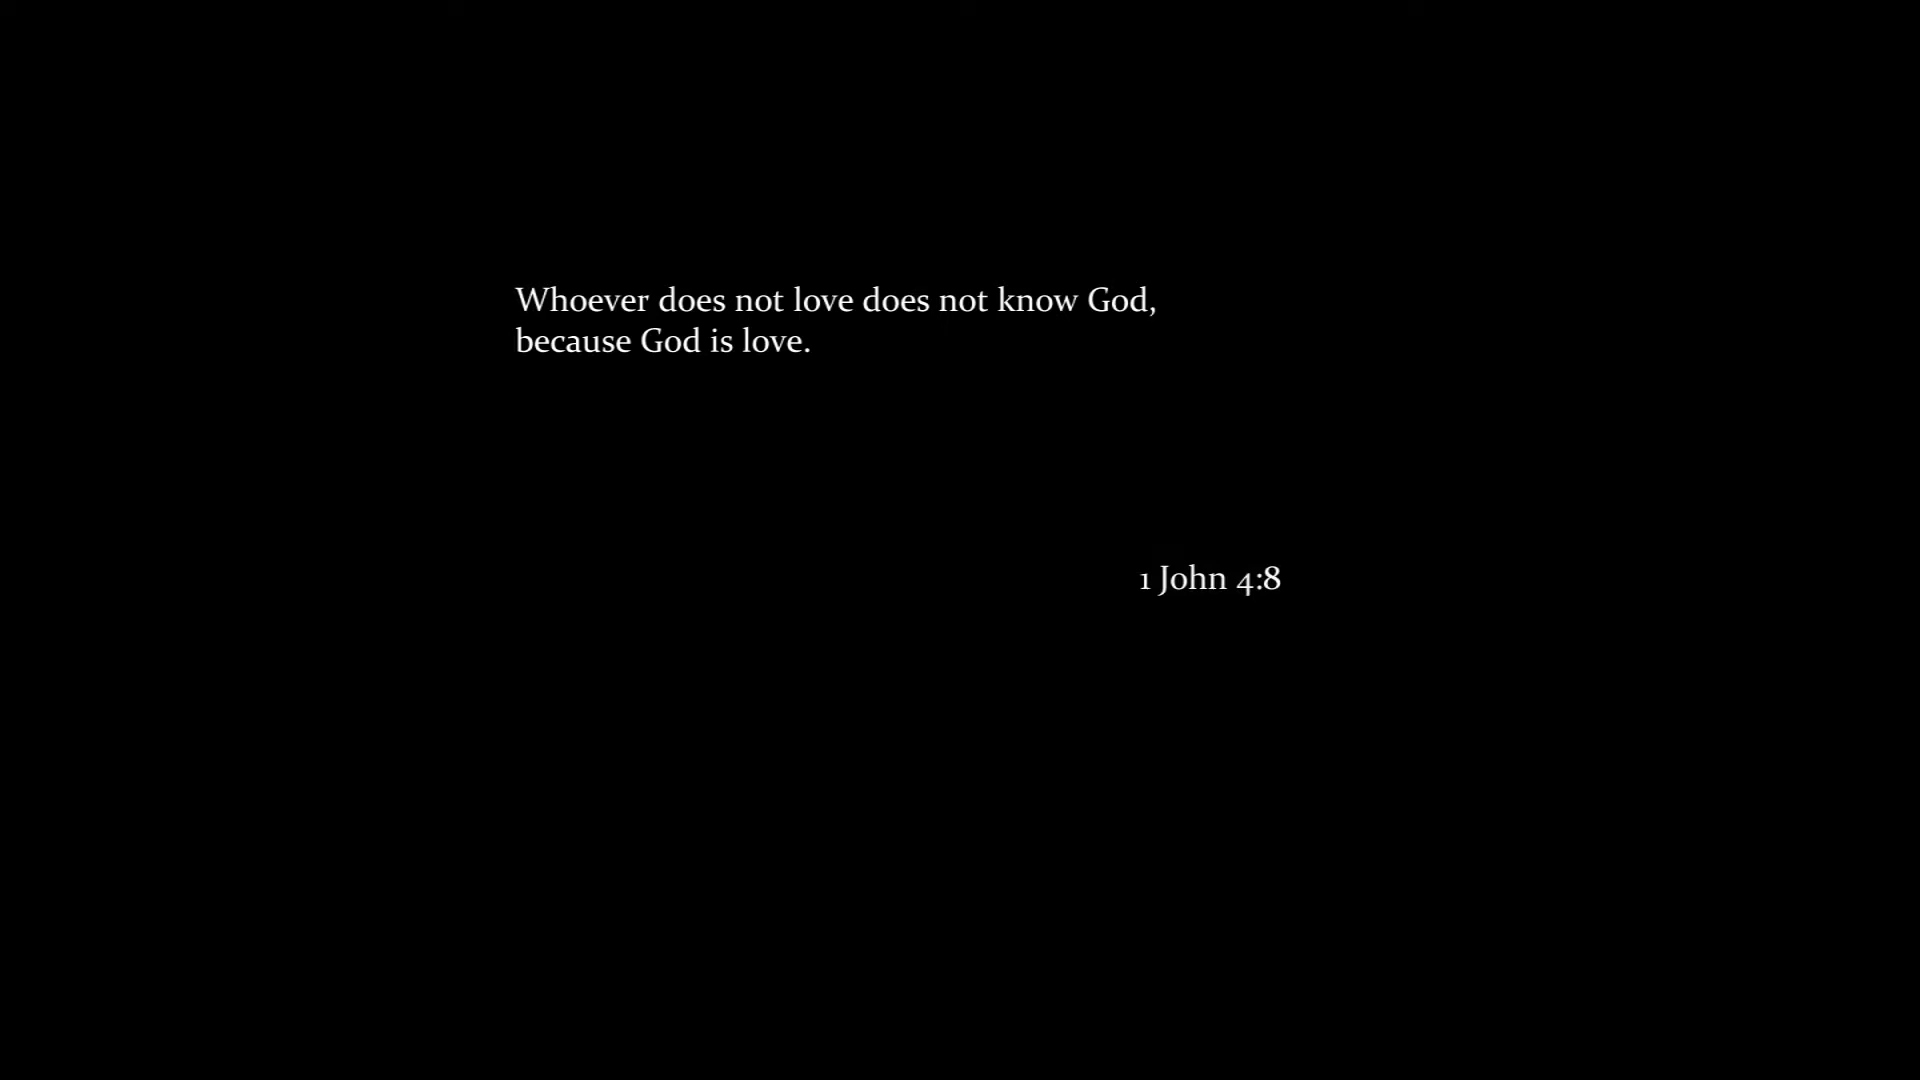 Whoever does not love does not know God,
because God is love.
1 John 4:8